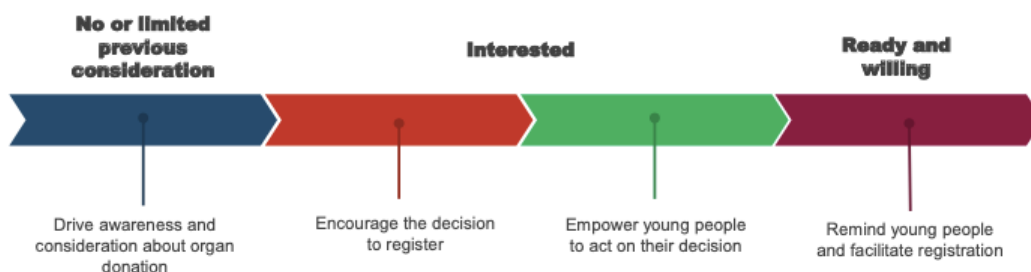 No or limited
previous
consideration
Interested
Ready and
willing
Drive awareness and
consideration about organ
donation
Encourage the decision
to register
Empower young people
to act on their decision
Remind young people
and facilitate registration